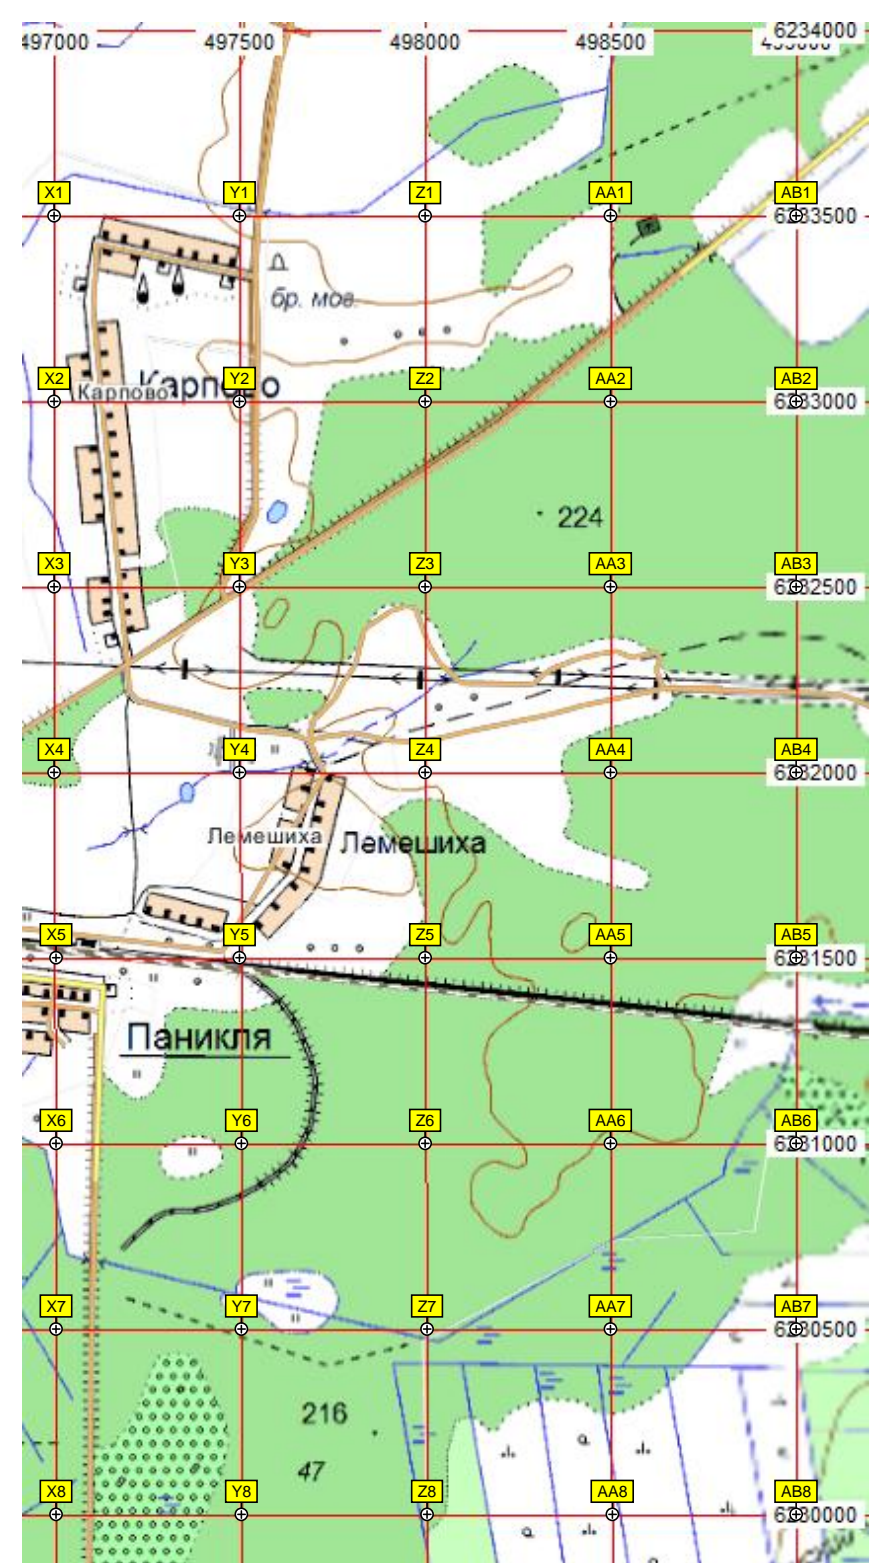 497000 497500 498000 498500 6234000
X1 Y1 Z1 AA1 AB1
6233500
бр. мог.
X2 Y2 Z2 AA2 AB2
Карпово
Карпово
6233000
224
X3 Y3 Z3 AA3 AB3
6232500
X4 Y4 Z4 AA4 AB4
6232000
Лемешиха Лемешиха
X5 Y5 Z5 AA5 AB5
6231500
Паникля
X6 Y6 Z6 AA6 AB6
6231000
X7 Y7 Z7 AA7 AB7
6230500
216
47
X8 Y8 Z8 AA8 AB8
6230000